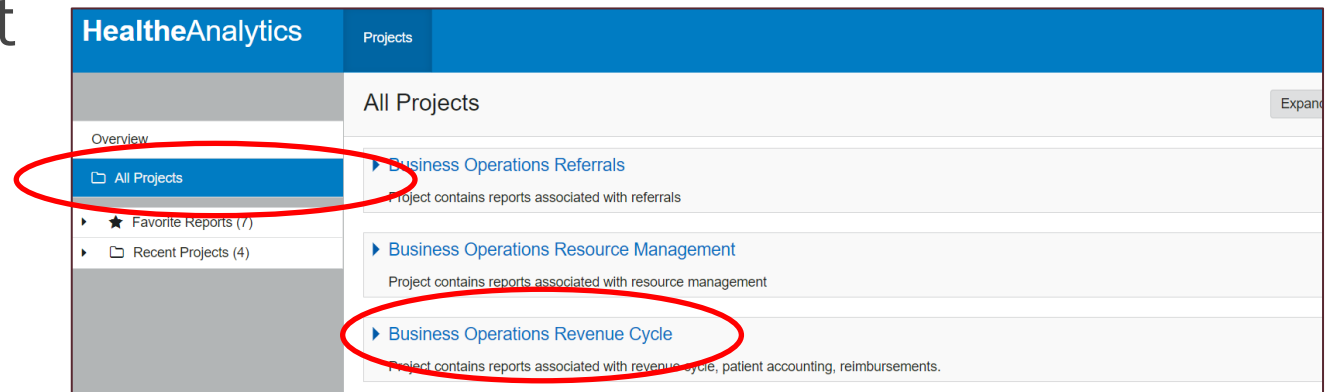 t
HealtheAnalytics
Projects
All Projects
Expand
Overview
All Projects
Favorite Reports (7)
Recent Projects (4)
Business Operations Referrals
Project contains reports associated with referrals
Business Operations Resource Management
Project contains reports associated with resource management
Business Operations Revenue Cycle
Project contains reports associated with revenue cycle, patient accounting, reimbursements.